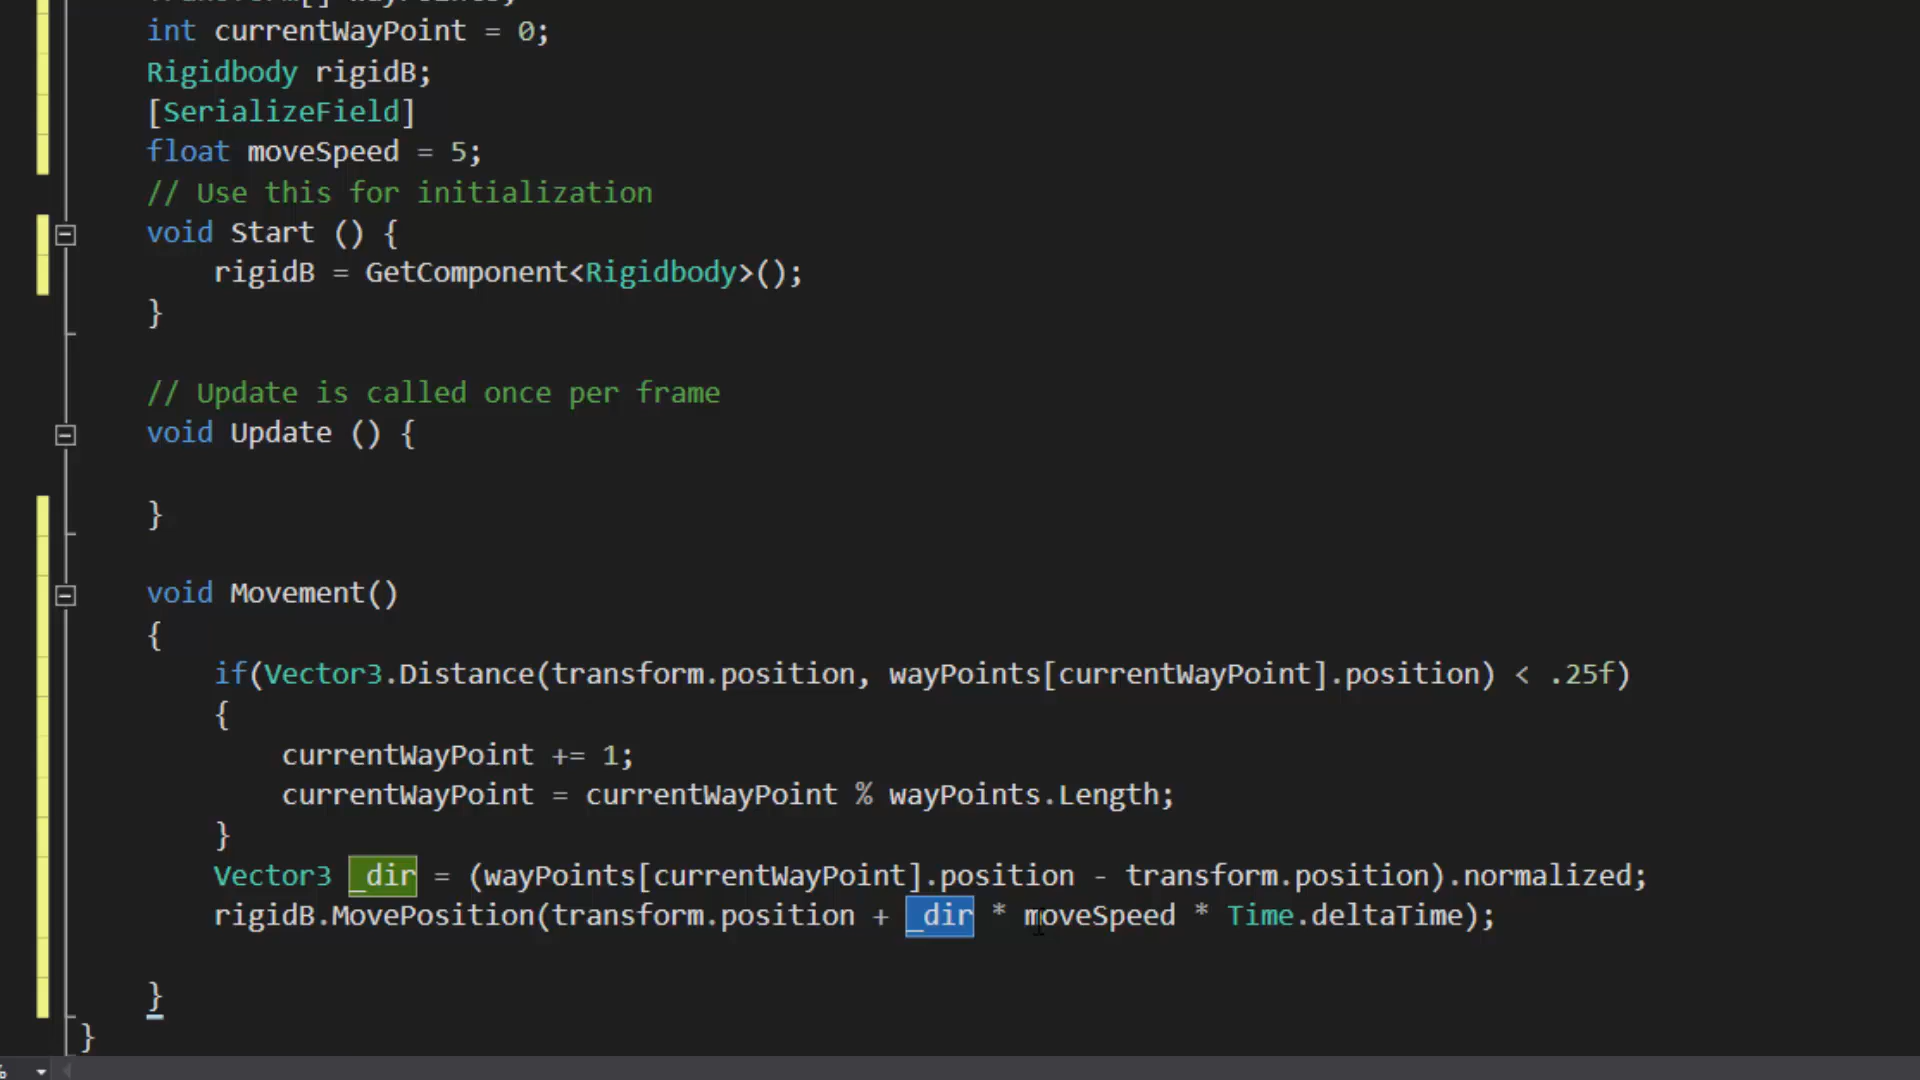 int currentWayPoint = 0;
Rigidbody rigidB;
[SerializeField]
float moveSpeed = 5;
// Use this for initialization
void Start () {
rigidB = GetComponent<Rigidbody>();
}
// Update is called once per frame
void Update () {
}
void Movement()
{
if(Vector3.Distance(transform.position, wayPoints[currentWayPoint].position) < .25f)
{
currentWayPoint += 1;
currentWayPoint = currentWayPoint % wayPoints.Length;
}
Vector3 _dir = (wayPoints[currentWayPoint].position - transform.position).normalized;
rigidB.MovePosition(transform.position + _dir * moveSpeed * Time.deltaTime);
}
}